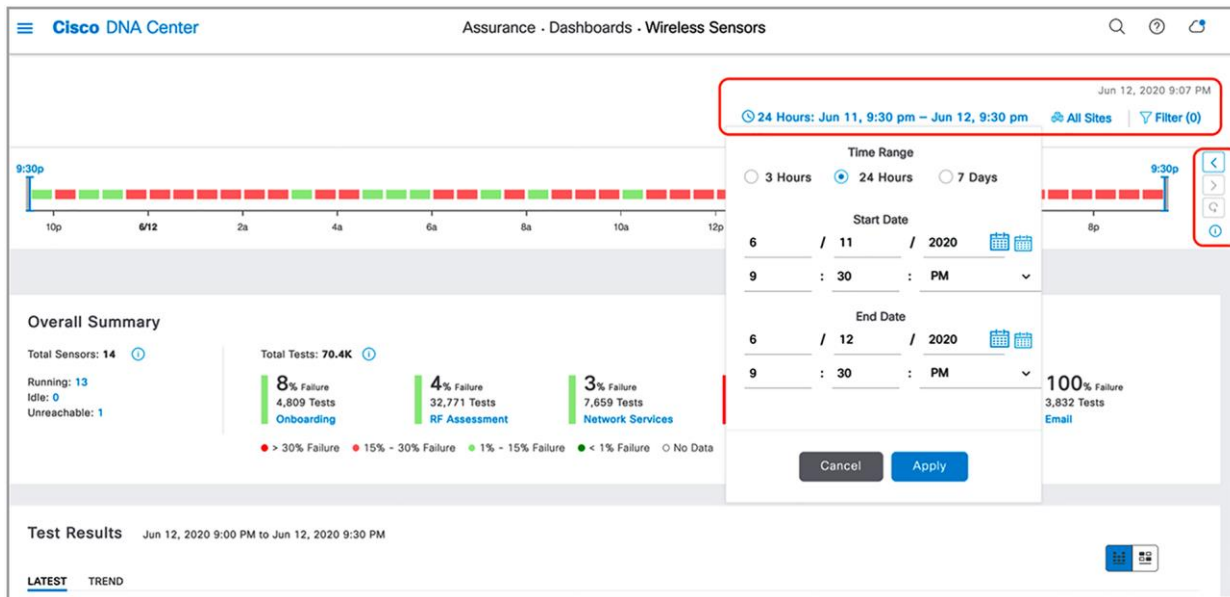 Cisco DNA Center
Assurance · Dashboards · Wireless Sensors
Jun 12, 2020 9:07 PM
24 Hours: Jun 11, 9:30 pm – Jun 12, 9:30 pm All Sites Filter (0)
Time Range
3 Hours 24 Hours 7 Days
9:30p 9:30p
10p 6/12 2a 4a 6a 8a 10a 12p 8p
Start Date
6 / 11 / 2020
9 : 30 : PM
End Date
6 / 12 / 2020
9 : 30 : PM
Cancel Apply
Overall Summary
Total Sensors: 14
Running: 13
Idle: 0
Unreachable: 1
Total Tests: 70.4K
8% Failure
4,809 Tests
Onboarding
4% Failure
32,771 Tests
RF Assessment
3% Failure
7,659 Tests
Network Services
100% Failure
3,832 Tests
Email
> 30% Failure 15% - 30% Failure 1% - 15% Failure < 1% Failure No Data
Test Results Jun 12, 2020 9:00 PM to Jun 12, 2020 9:30 PM
LATEST TREND